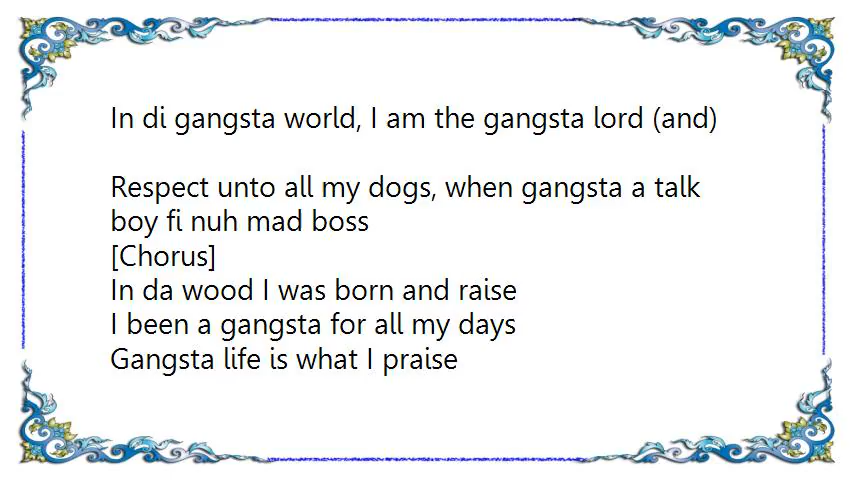 In di gangsta world, I am the gangsta lord (and)
Respect unto all my dogs, when gangsta a talk
boy fi nuh mad boss
[Chorus]
In da wood I was born and raise
I been a gangsta for all my days
Gangsta life is what I praise